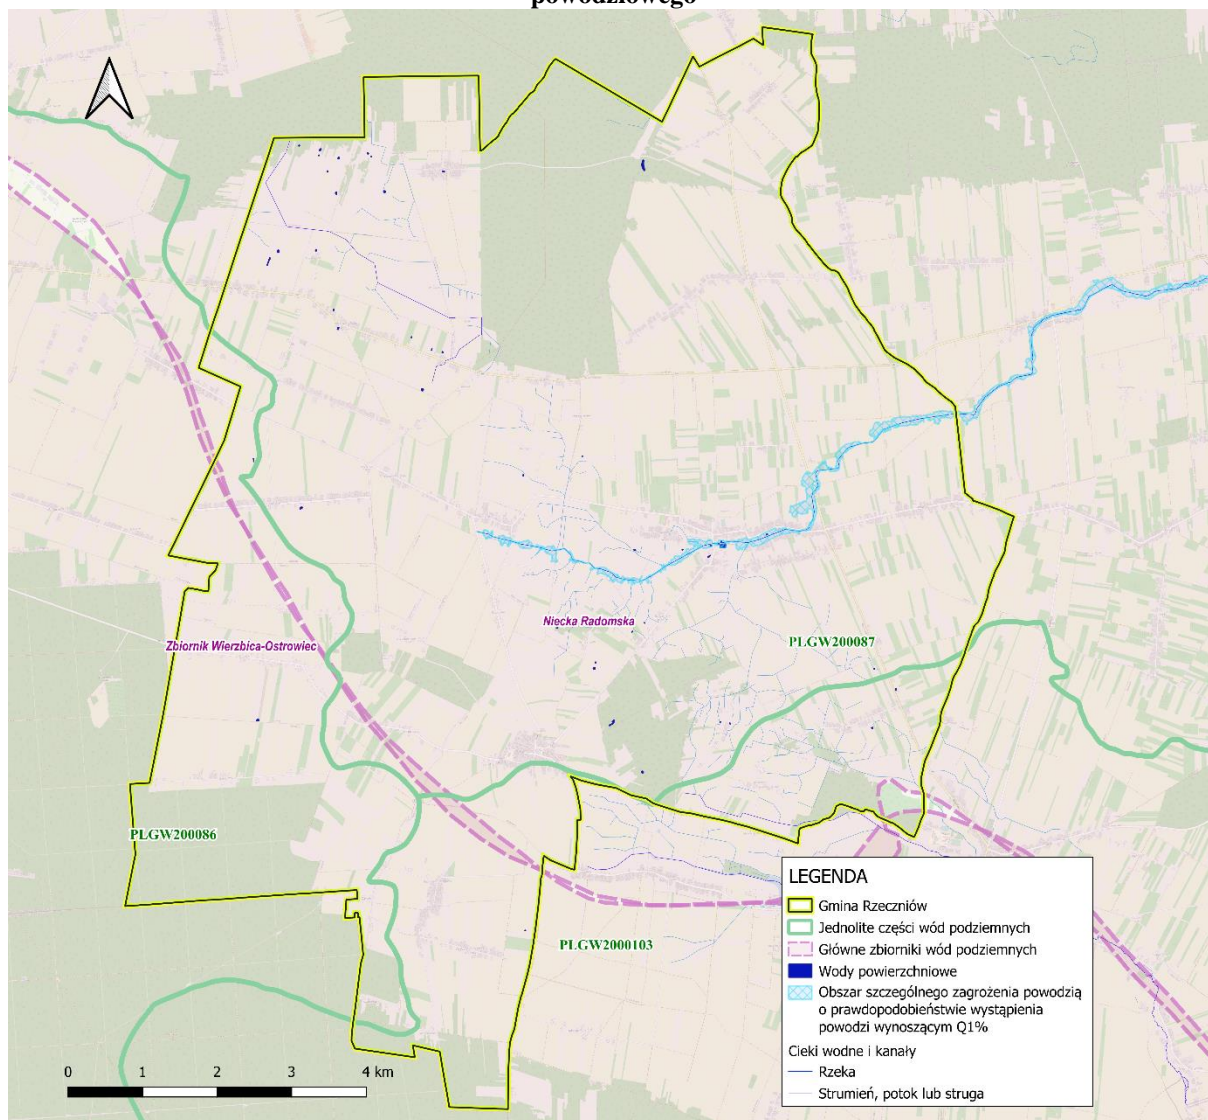 powodziowego
Niecka Radomska
Zbiornik Wierzbica-Ostrowiec
PLGW200087
PLGW200086
PLGW2000103
LEGENDA
Gmina Rzeczniów
Jednolite części wód podziemnych
Główne zbiorniki wód podziemnych
Wody powierzchniowe
Obszar szczególnego zagrożenia powodzią
o prawdopodobieństwie wystąpienia
powodzi wynoszącym Q1%
Cieki wodne i kanały
Rzeka
Strumień, potok lub struga
0 1 2 3 4 km